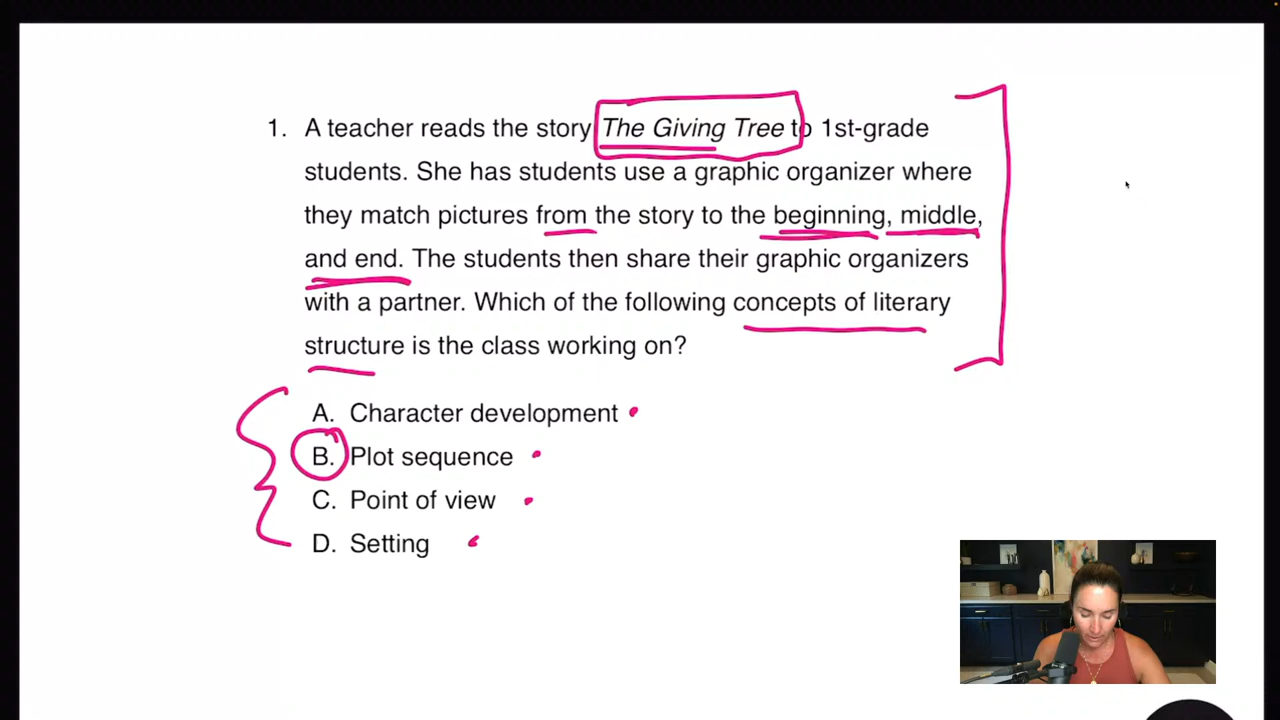 1. A teacher reads the story The Giving Tree to 1st-grade
students. She has students use a graphic organizer where
they match pictures from the story to the beginning, middle,
and end. The students then share their graphic organizers
with a partner. Which of the following concepts of literary
structure is the class working on?
A. Character development
B. Plot sequence
C. Point of view
D. Setting